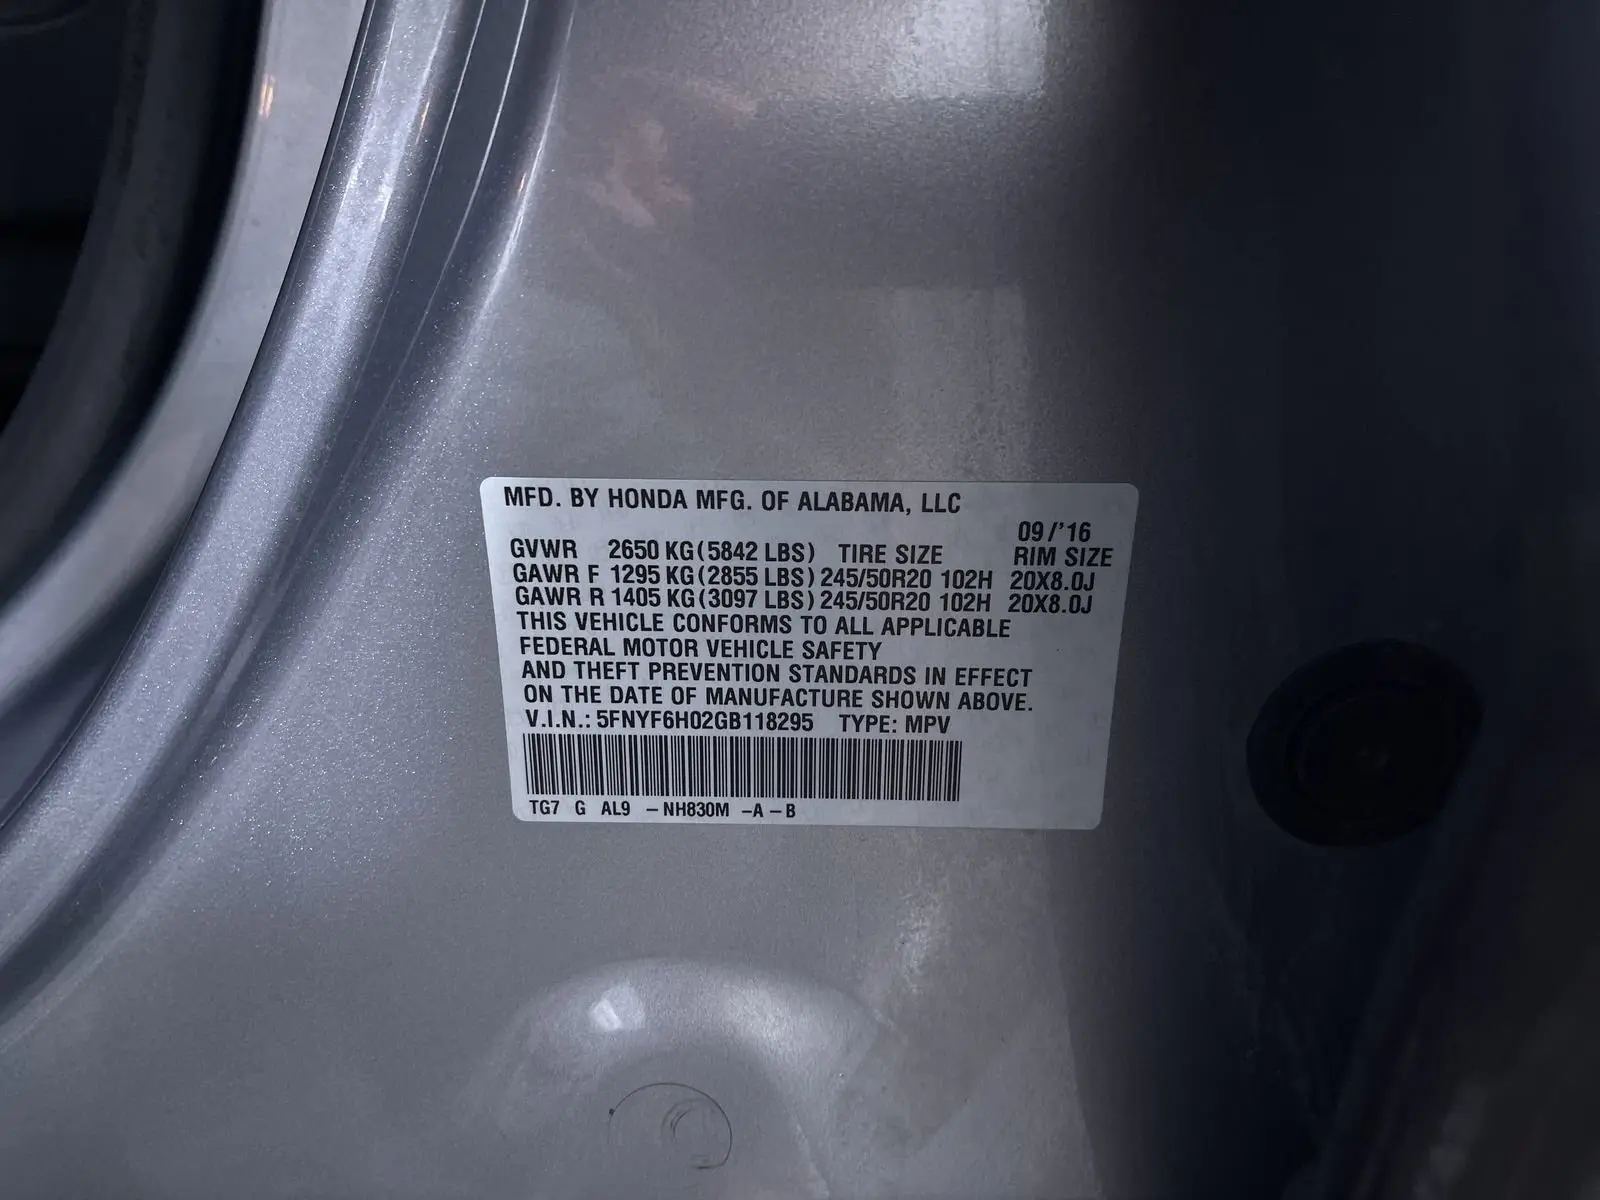 MFD. BY HONDA MFG. OF ALABAMA, LLC
09/'16
GVWR 2650 KG (5842 LBS) TIRE SIZE RIM SIZE
GAWR F 1295 KG (2855 LBS) 245/50R20 102H 20X8.0J
GAWR R 1405 KG (3097 LBS) 245/50R20 102H 20X8.0J
THIS VEHICLE CONFORMS TO ALL APPLICABLE
FEDERAL MOTOR VEHICLE SAFETY
AND THEFT PREVENTION STANDARDS IN EFFECT
ON THE DATE OF MANUFACTURE SHOWN ABOVE.
V.I.N.: 5FNYF6H02GB118295 TYPE: MPV
TG7 G AL9 – NH830M – A – B